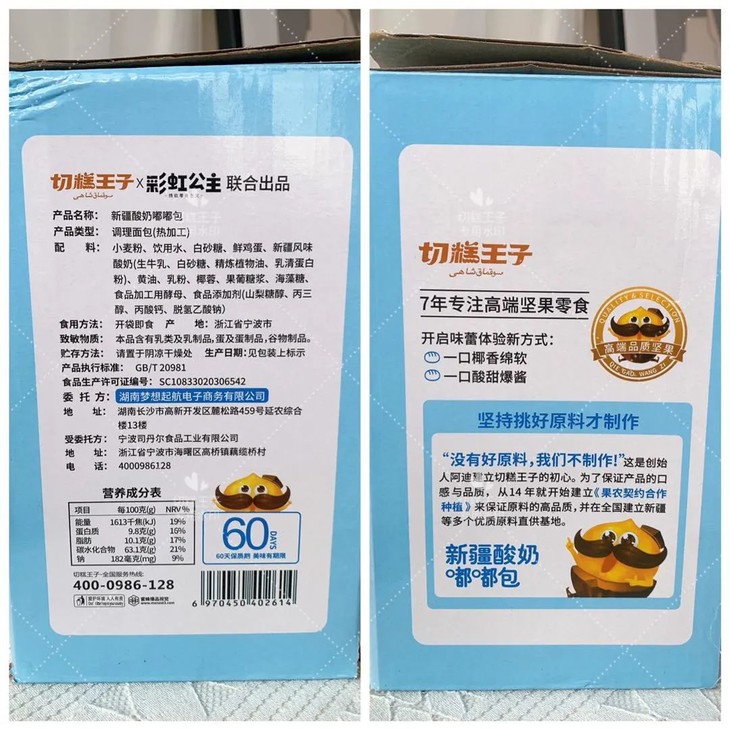 切糕王子×彩虹公主 联合出品
سوقماق شاھى
产品名称: 新疆酸奶嘟嘟包
产品类型: 调理面包(热加工)
配 料: 小麦粉、饮用水、白砂糖、鲜鸡蛋、新疆风味
酸奶(生牛乳、白砂糖、精炼植物油、乳清蛋白
粉)、黄油、乳粉、椰蓉、果葡糖浆、海藻糖、
食品加工用酵母、食品添加剂(山梨糖醇、丙三
醇、丙酸钙、脱氢乙酸钠)
食用方法: 开袋即食 产 地: 浙江省宁波市
致敏物质: 本品含有乳类及乳制品,蛋及蛋制品,谷物制品。
贮存方法: 请置于阴凉干燥处 生产日期:见包装上标示
产品执行标准: GB/T 20981
食品生产许可证编号: SC10833020306542
委 托 方: 湖南梦想起航电子商务有限公司
地 址: 湖南长沙市高新开发区麓松路459号延农综合
楼13楼
受委托方: 宁波司丹尔食品工业有限公司
地 址: 浙江省宁波市海曙区高桥镇藕缆桥村
电 话: 4000986128
营养成分表
项目 每100克(g) NRV%
能量 1613千焦(kJ) 19%
蛋白质 9.8克(g) 16%
脂肪 10.1克(g) 17%
碳水化合物 63.1克(g) 21%
钠 182毫克(mg) 9%
60 DAYS
60天保质期 美味有期限
切糕王子-全国服务热线:
400-0986-128
6 970450 402614
切糕王子
سوقماق شاھى
7年专注高端坚果零食
QUALITY & SELECTION
高端品质坚果
QIE GAO WANG ZI
开启味蕾体验新方式:
一口椰香绵软
一口酸甜爆酱
坚持挑好原料才制作
“没有好原料,我们不制作!”这是创始
人阿迪建立切糕王子的初心。为了保证产品的口
感与品质,从14年就开始建立《果农契约合作
种植》来保证原料的高品质,并在全国建立新疆
等多个优质原料直供基地。
新疆酸奶
嘟嘟包